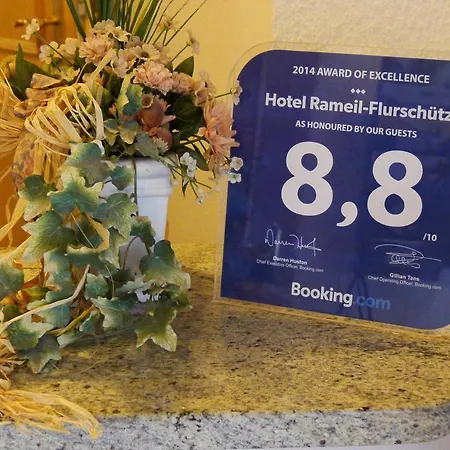 2014 AWARD OF EXCELLENCE
Hotel Rameil-Flurschütz
AS HONOURED BY OUR GUESTS
8,8
/10
Darren Huston
Chief Executive Officer, Booking.com
Gillian Tans
Chief Operating Officer, Booking.com
Booking.com